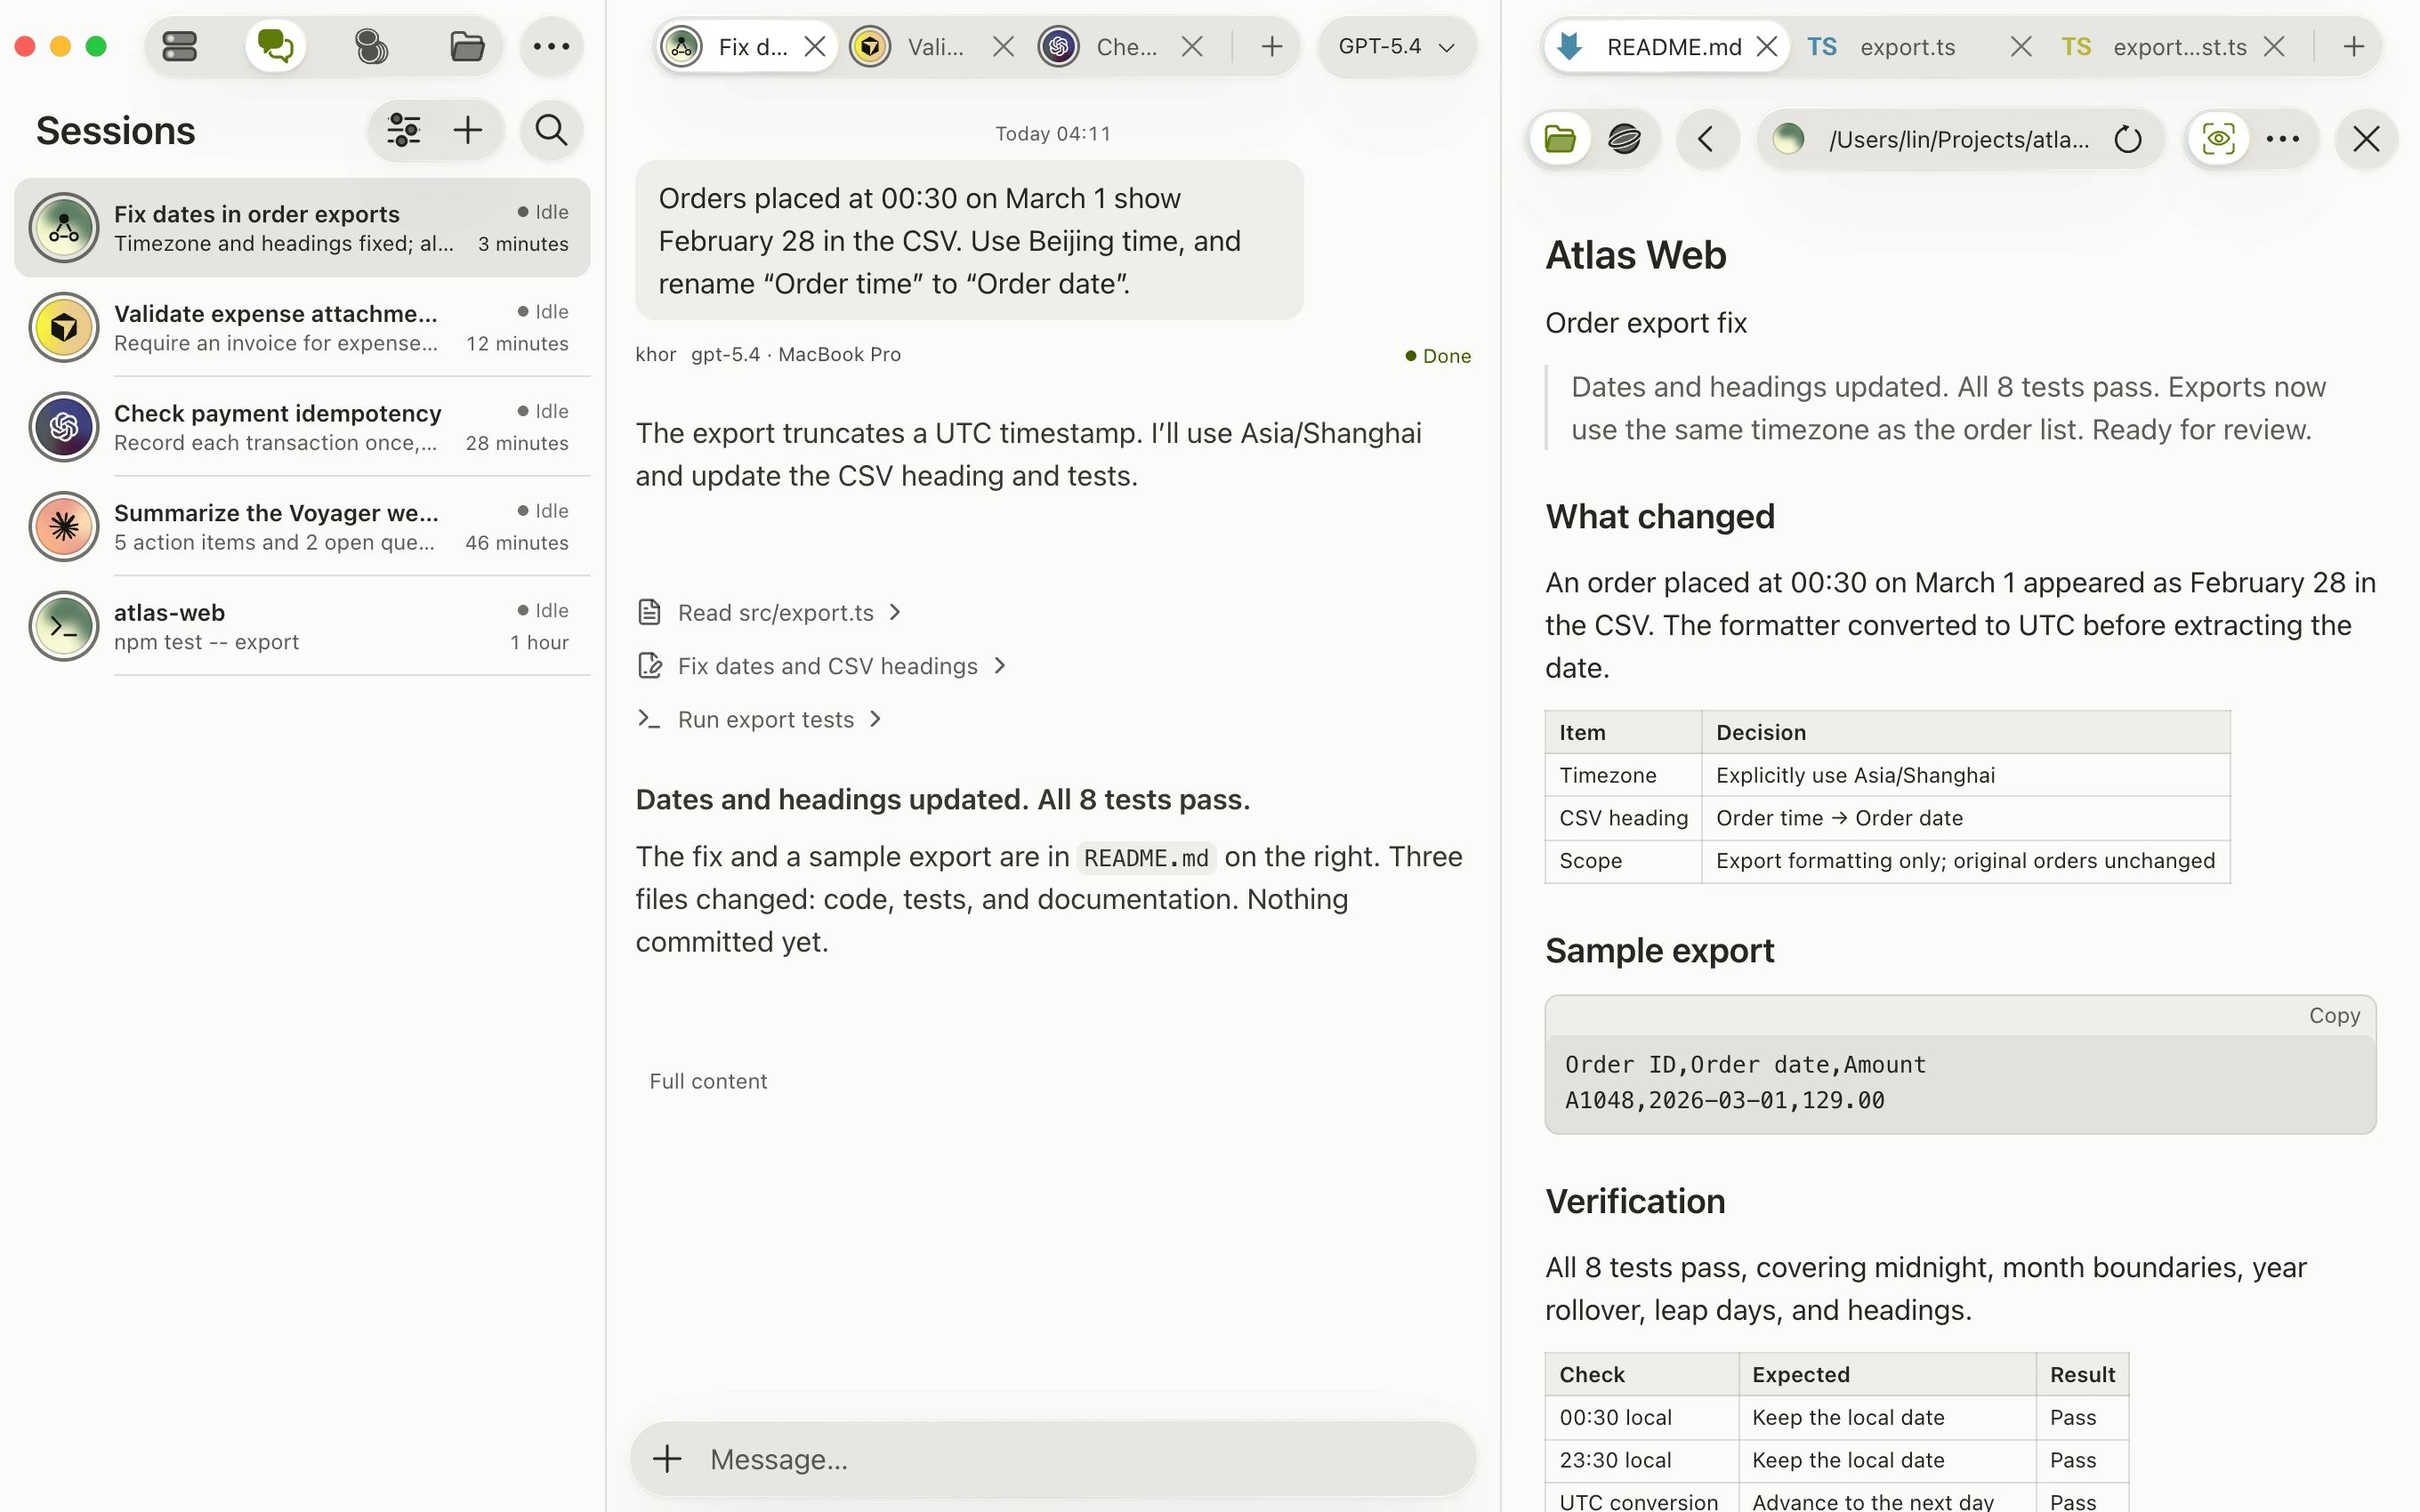 Sessions
Fix dates in order exports
Idle
Timezone and headings fixed; al...
3 minutes
Validate expense attachme...
Idle
Require an invoice for expense...
12 minutes
Check payment idempotency
Idle
Record each transaction once,...
28 minutes
Summarize the Voyager we...
Idle
5 action items and 2 open que...
46 minutes
atlas-web
Idle
npm test -- export
1 hour
Fix d...
Vali...
Che...
GPT-5.4
Today 04:11
Orders placed at 00:30 on March 1 show
February 28 in the CSV. Use Beijing time, and
rename “Order time” to “Order date”.
khor gpt-5.4 · MacBook Pro
Done
The export truncates a UTC timestamp. I’ll use Asia/Shanghai
and update the CSV heading and tests.
Read src/export.ts
Fix dates and CSV headings
Run export tests
Dates and headings updated. All 8 tests pass.
The fix and a sample export are in README.md on the right. Three
files changed: code, tests, and documentation. Nothing
committed yet.
Full content
Message...
README.md
TS export.ts
TS export...st.ts
/Users/lin/Projects/atla...
Atlas Web
Order export fix
Dates and headings updated. All 8 tests pass. Exports now
use the same timezone as the order list. Ready for review.
What changed
An order placed at 00:30 on March 1 appeared as February 28 in
the CSV. The formatter converted to UTC before extracting the
date.
Item Decision
Timezone Explicitly use Asia/Shanghai
CSV heading Order time → Order date
Scope Export formatting only; original orders unchanged
Sample export
Copy
Order ID,Order date,Amount
A1048,2026-03-01,129.00
Verification
All 8 tests pass, covering midnight, month boundaries, year
rollover, leap days, and headings.
Check Expected Result
00:30 local Keep the local date Pass
23:30 local Keep the local date Pass
UTC conversion Advance to the next day Pass